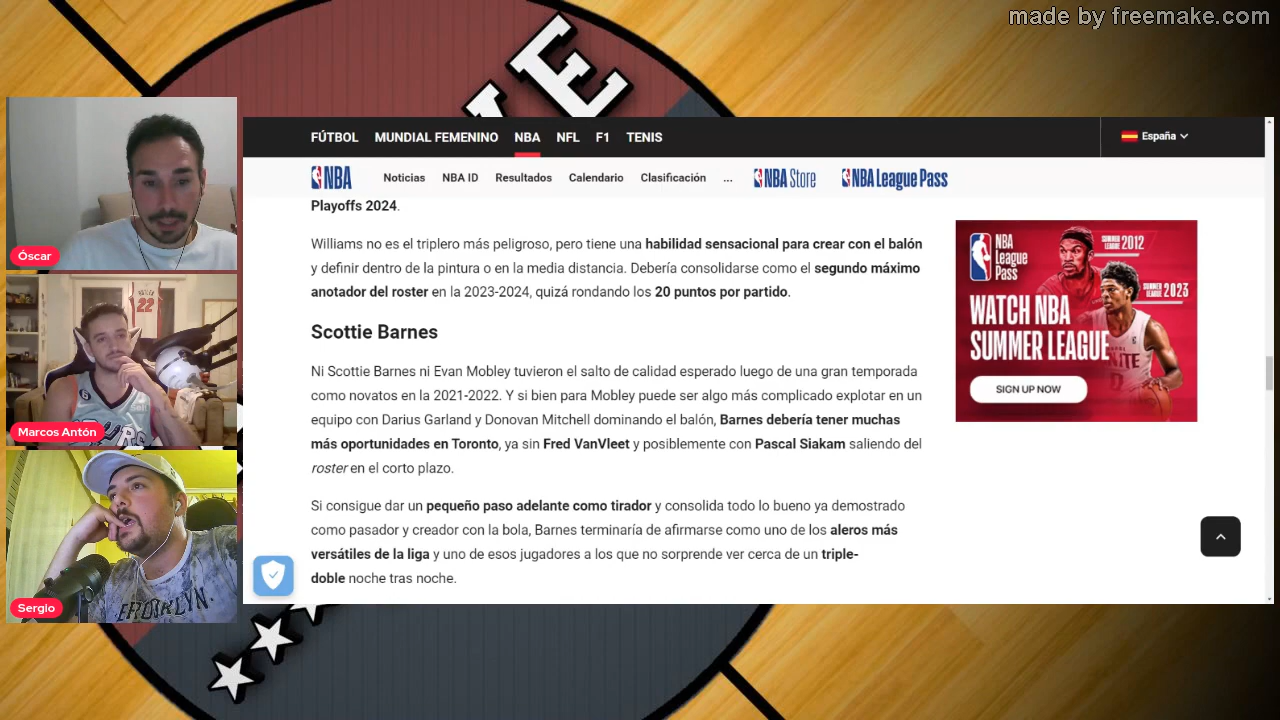 made by freemake.com
FÚTBOL MUNDIAL FEMENINO NBA NFL F1 TENIS
España
NBA Noticias NBA ID Resultados Calendario Clasificación ... NBA Store NBA League Pass
Playoffs 2024.
Williams no es el triplero más peligroso, pero tiene una habilidad sensacional para crear con el balón
y definir dentro de la pintura o en la media distancia. Debería consolidarse como el segundo máximo
anotador del roster en la 2023-2024, quizá rondando los 20 puntos por partido.
Scottie Barnes
Ni Scottie Barnes ni Evan Mobley tuvieron el salto de calidad esperado luego de una gran temporada
como novatos en la 2021-2022. Y si bien para Mobley puede ser algo más complicado explotar en un
equipo con Darius Garland y Donovan Mitchell dominando el balón, Barnes debería tener muchas
más oportunidades en Toronto, ya sin Fred VanVleet y posiblemente con Pascal Siakam saliendo del
roster en el corto plazo.
Si consigue dar un pequeño paso adelante como tirador y consolida todo lo bueno ya demostrado
como pasador y creador con la bola, Barnes terminaría de afirmarse como uno de los aleros más
versátiles de la liga y uno de esos jugadores a los que no sorprende ver cerca de un triple-
doble noche tras noche.
NBA
League
Pass
SUMMER LEAGUE 2012
SUMMER LEAGUE 2023
WATCH NBA
SUMMER LEAGUE
SIGN UP NOW
Óscar
BUTLER
22
Marcos Antón
BROOKLYN.
Sergio